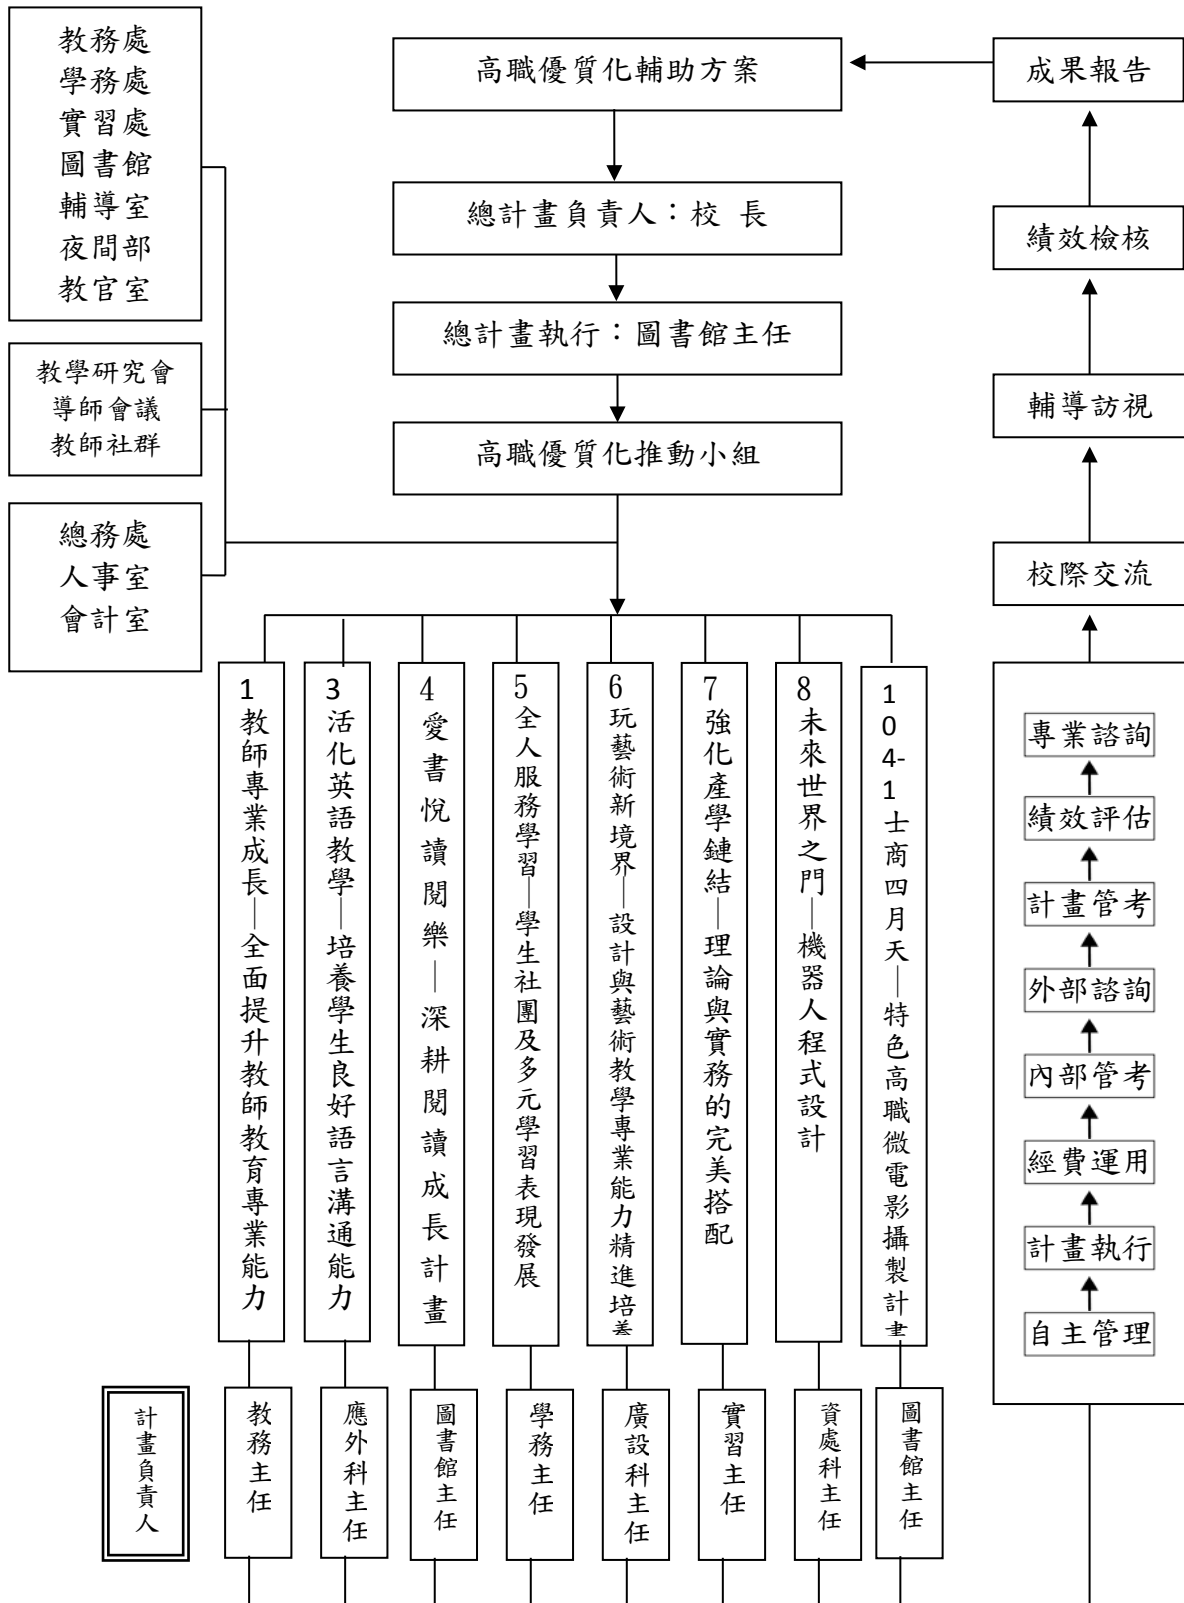 教務處
學務處
實習處
圖書館
輔導室
夜間部
教官室
教學研究會
導師會議
教師社群
總務處
人事室
會計室
高職優質化輔助方案
總計畫負責人：校 長
總計畫執行：圖書館主任
高職優質化推動小組
成果報告
績效檢核
輔導訪視
校際交流
專業諮詢
績效評估
計畫管考
外部諮詢
內部管考
經費運用
計畫執行
自主管理
1教師專業成長—全面提升教師教育專業能力
3活化英語教學—培養學生良好語言溝通能力
4愛書悅讀閱樂—深耕閱讀成長計畫
5全人服務學習—學生社團及多元學習表現發展
6玩藝術新境界—設計與藝術教學專業能力精進培養
7強化產學鏈結—理論與實務的完美搭配
8未來世界之門—機器人程式設計
104-1士商四月天—特色高職微電影攝製計畫
計畫負責人
教務主任
應外科主任
圖書館主任
學務主任
廣設科主任
實習主任
資處科主任
圖書館主任